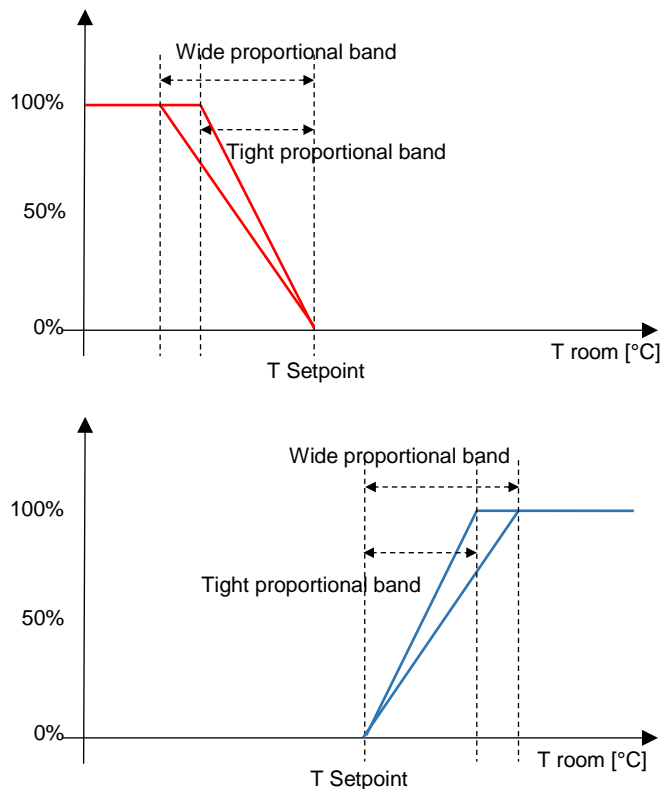 Wide proportional band
100%
Tight proportional band
50%
0%
T room [°C]
T Setpoint
Wide proportional band
100%
Tight proportional band
50%
0%
T room [°C]
T Setpoint